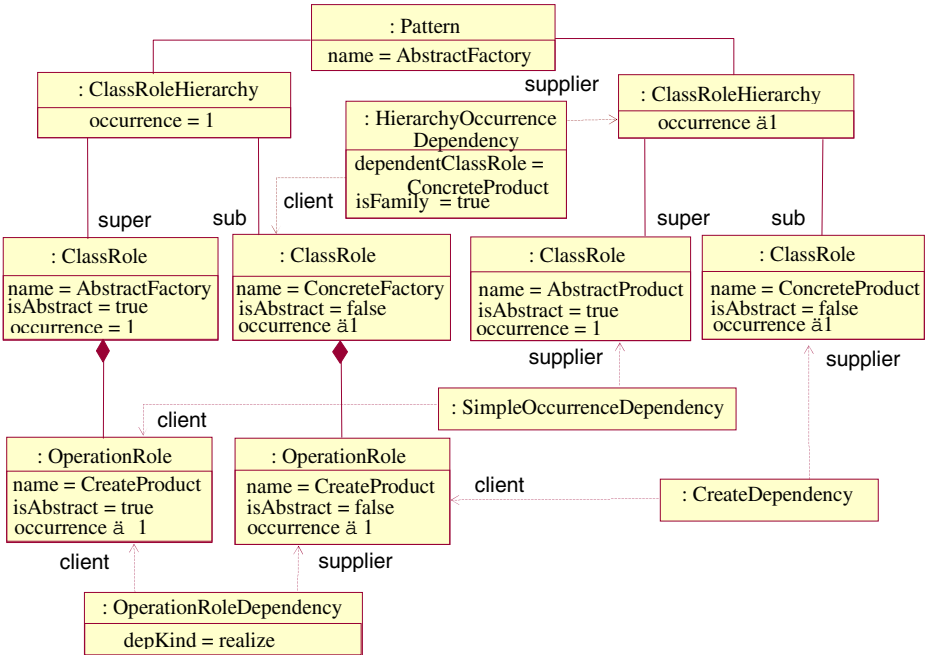 : Pattern
name = AbstractFactory
: ClassRoleHierarchy
occurrence = 1
supplier
: ClassRoleHierarchy
occurrence ä1
: HierarchyOccurrence
Dependency
dependentClassRole =
ConcreteProduct
isFamily = true
client
super
sub
super
sub
: ClassRole
name = AbstractFactory
isAbstract = true
occurrence = 1
: ClassRole
name = ConcreteFactory
isAbstract = false
occurrence ä1
: ClassRole
name = AbstractProduct
isAbstract = true
occurrence = 1
: ClassRole
name = ConcreteProduct
isAbstract = false
occurrence ä1
supplier
supplier
: SimpleOccurrenceDependency
client
: OperationRole
name = CreateProduct
isAbstract = true
occurrence ä 1
: OperationRole
name = CreateProduct
isAbstract = false
occurrence ä 1
client
: CreateDependency
client
supplier
: OperationRoleDependency
depKind = realize